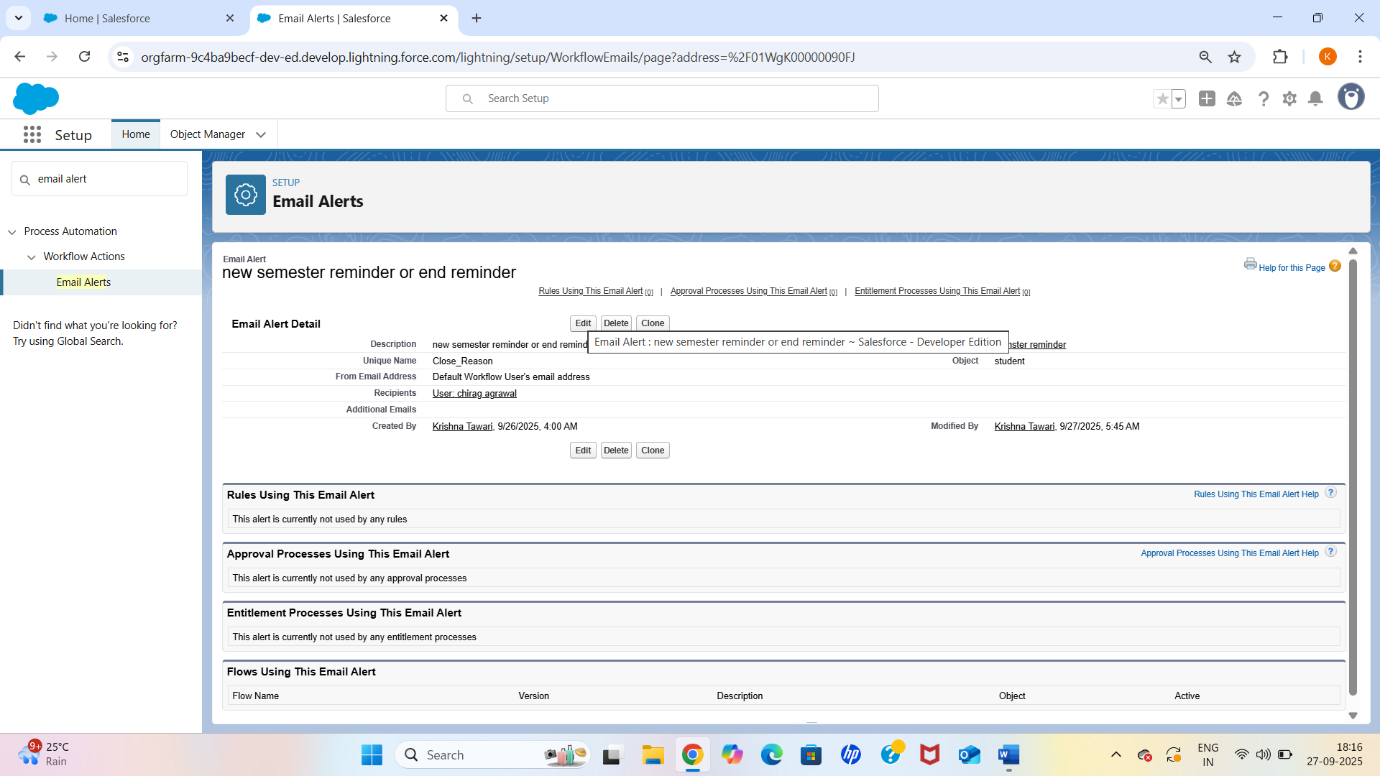 Home | Salesforce
Email Alerts | Salesforce
orgfarm-9c4ba9becf-dev-ed.develop.lightning.force.com/lightning/setup/WorkflowEmails/page?address=%2F01WgK00000090FJ
K
Search Setup
Setup
Home
Object Manager
email alert
Process Automation
Workflow Actions
Email Alerts
Didn't find what you're looking for?
Try using Global Search.
SETUP
Email Alerts
Email Alert
new semester reminder or end reminder
Help for this Page
Rules Using This Email Alert [0] | Approval Processes Using This Email Alert [0] | Entitlement Processes Using This Email Alert [0]
Email Alert Detail
Edit Delete Clone
Description new semester reminder or end remind
Email Alert : new semester reminder or end reminder ~ Salesforce - Developer Edition
reminder
Unique Name Close_Reason Object student
From Email Address Default Workflow User's email address
Recipients User: chirag agrawal
Additional Emails
Created By Krishna Tawari, 9/26/2025, 4:00 AM Modified By Krishna Tawari, 9/27/2025, 5:45 AM
Edit Delete Clone
Rules Using This Email Alert Rules Using This Email Alert Help ?
This alert is currently not used by any rules
Approval Processes Using This Email Alert Approval Processes Using This Email Alert Help ?
This alert is currently not used by any approval processes
Entitlement Processes Using This Email Alert
This alert is currently not used by any entitlement processes
Flows Using This Email Alert
Flow Name Version Description Object Active
9+
25°C
Rain
Search
ENG
IN
18:16
27-09-2025